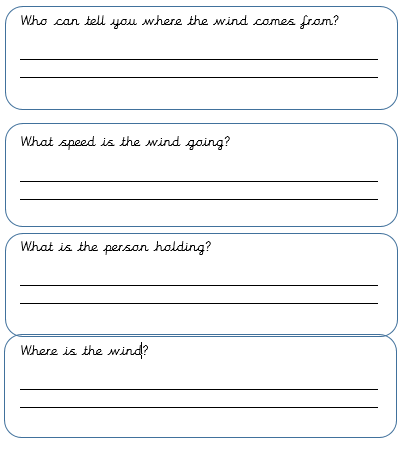 Who can tell you where the wind comes from?
What speed is the wind going?
What is the person holding?
Where is the wind?